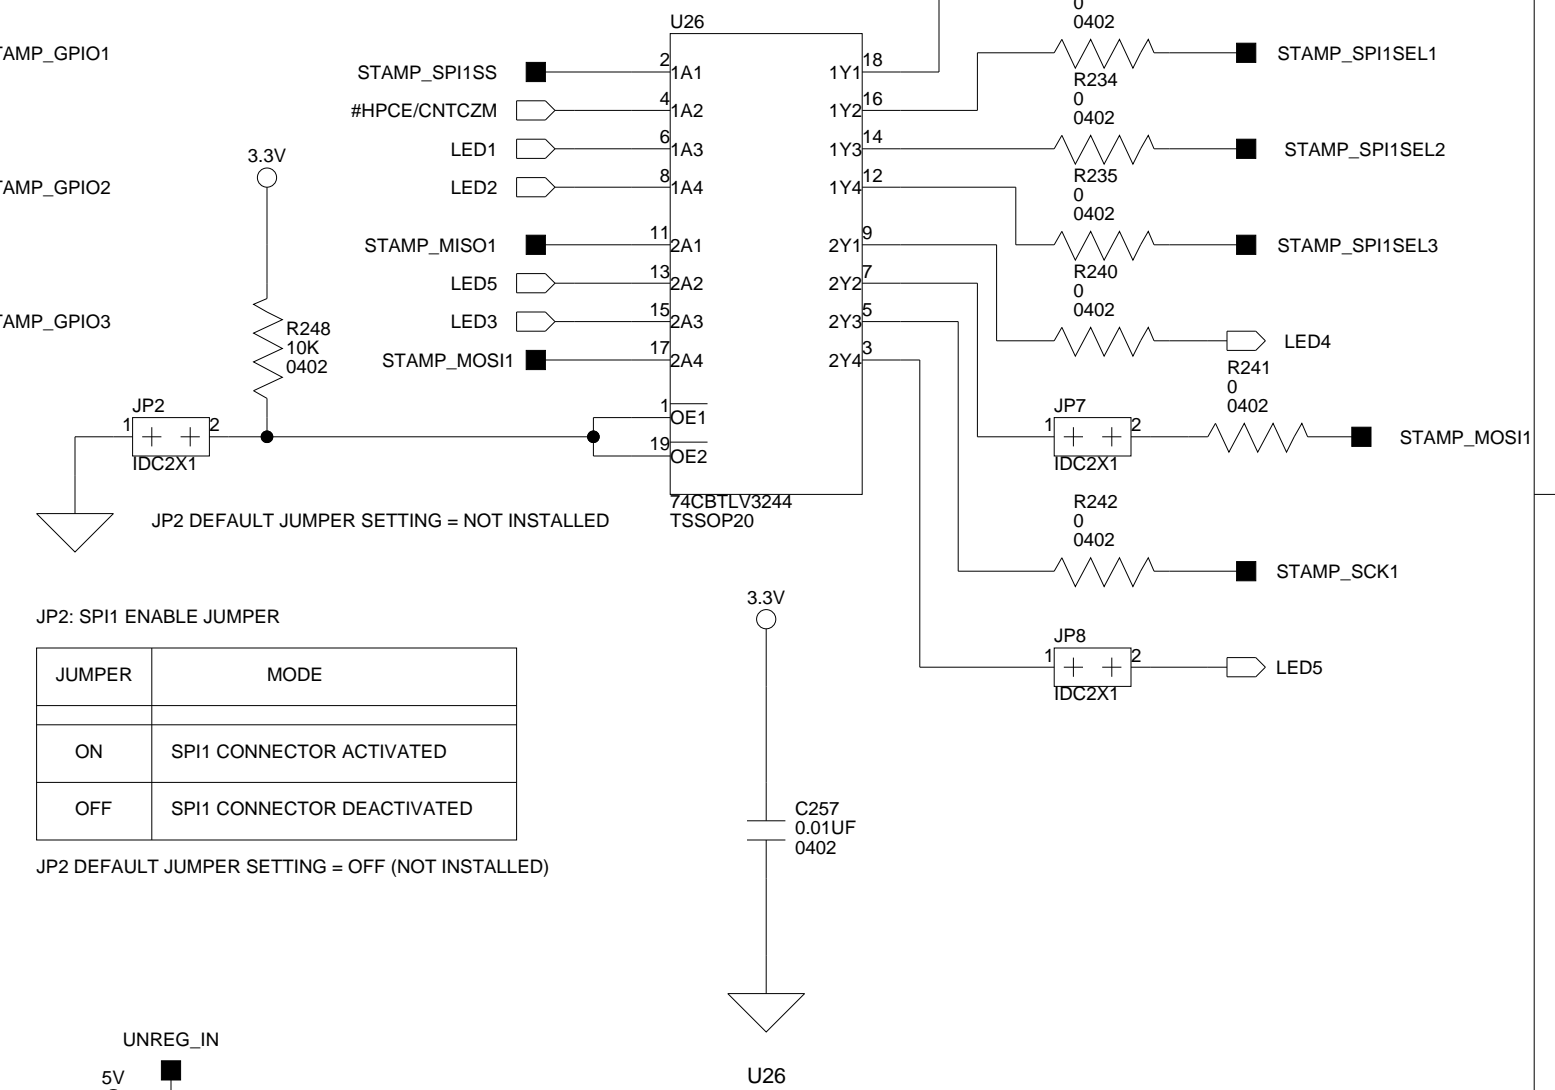 0
0402
U26
TAMP_GPIO1
STAMP_SPI1SS
2
1A1
1Y1
18
STAMP_SPI1SEL1
R234
0
0402
#HPCE/CNTCZM
4
1A2
1Y2
16
LED1
6
1A3
1Y3
14
STAMP_SPI1SEL2
R235
0
0402
3.3V
TAMP_GPIO2
LED2
8
1A4
1Y4
12
STAMP_MISO1
11
2A1
2Y1
9
STAMP_SPI1SEL3
R240
0
0402
LED5
13
2A2
2Y2
7
TAMP_GPIO3
R248
10K
0402
LED3
15
2A3
2Y3
5
LED4
R241
0
0402
STAMP_MOSI1
17
2A4
2Y4
3
JP2
1
2
IDC2X1
1
OE1
19
OE2
JP7
1
2
IDC2X1
STAMP_MOSI1
74CBTLV3244
TSSOP20
JP2 DEFAULT JUMPER SETTING = NOT INSTALLED
R242
0
0402
STAMP_SCK1
3.3V
JP2: SPI1 ENABLE JUMPER
JP8
1
2
IDC2X1
LED5
JUMPER MODE
ON SPI1 CONNECTOR ACTIVATED
OFF SPI1 CONNECTOR DEACTIVATED
JP2 DEFAULT JUMPER SETTING = OFF (NOT INSTALLED)
C257
0.01UF
0402
UNREG_IN
5V
U26